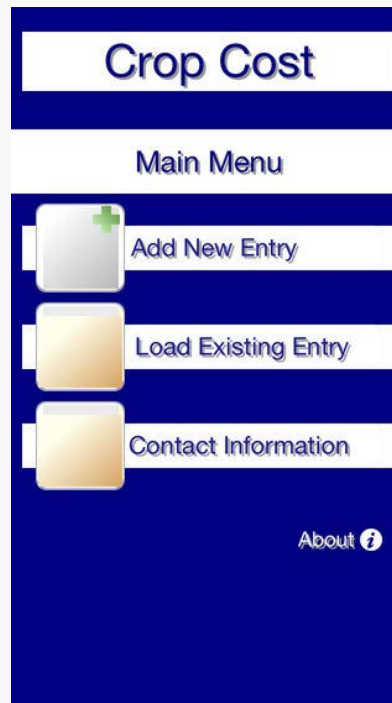 Crop Cost
Main Menu
Add New Entry
Load Existing Entry
Contact Information
About i